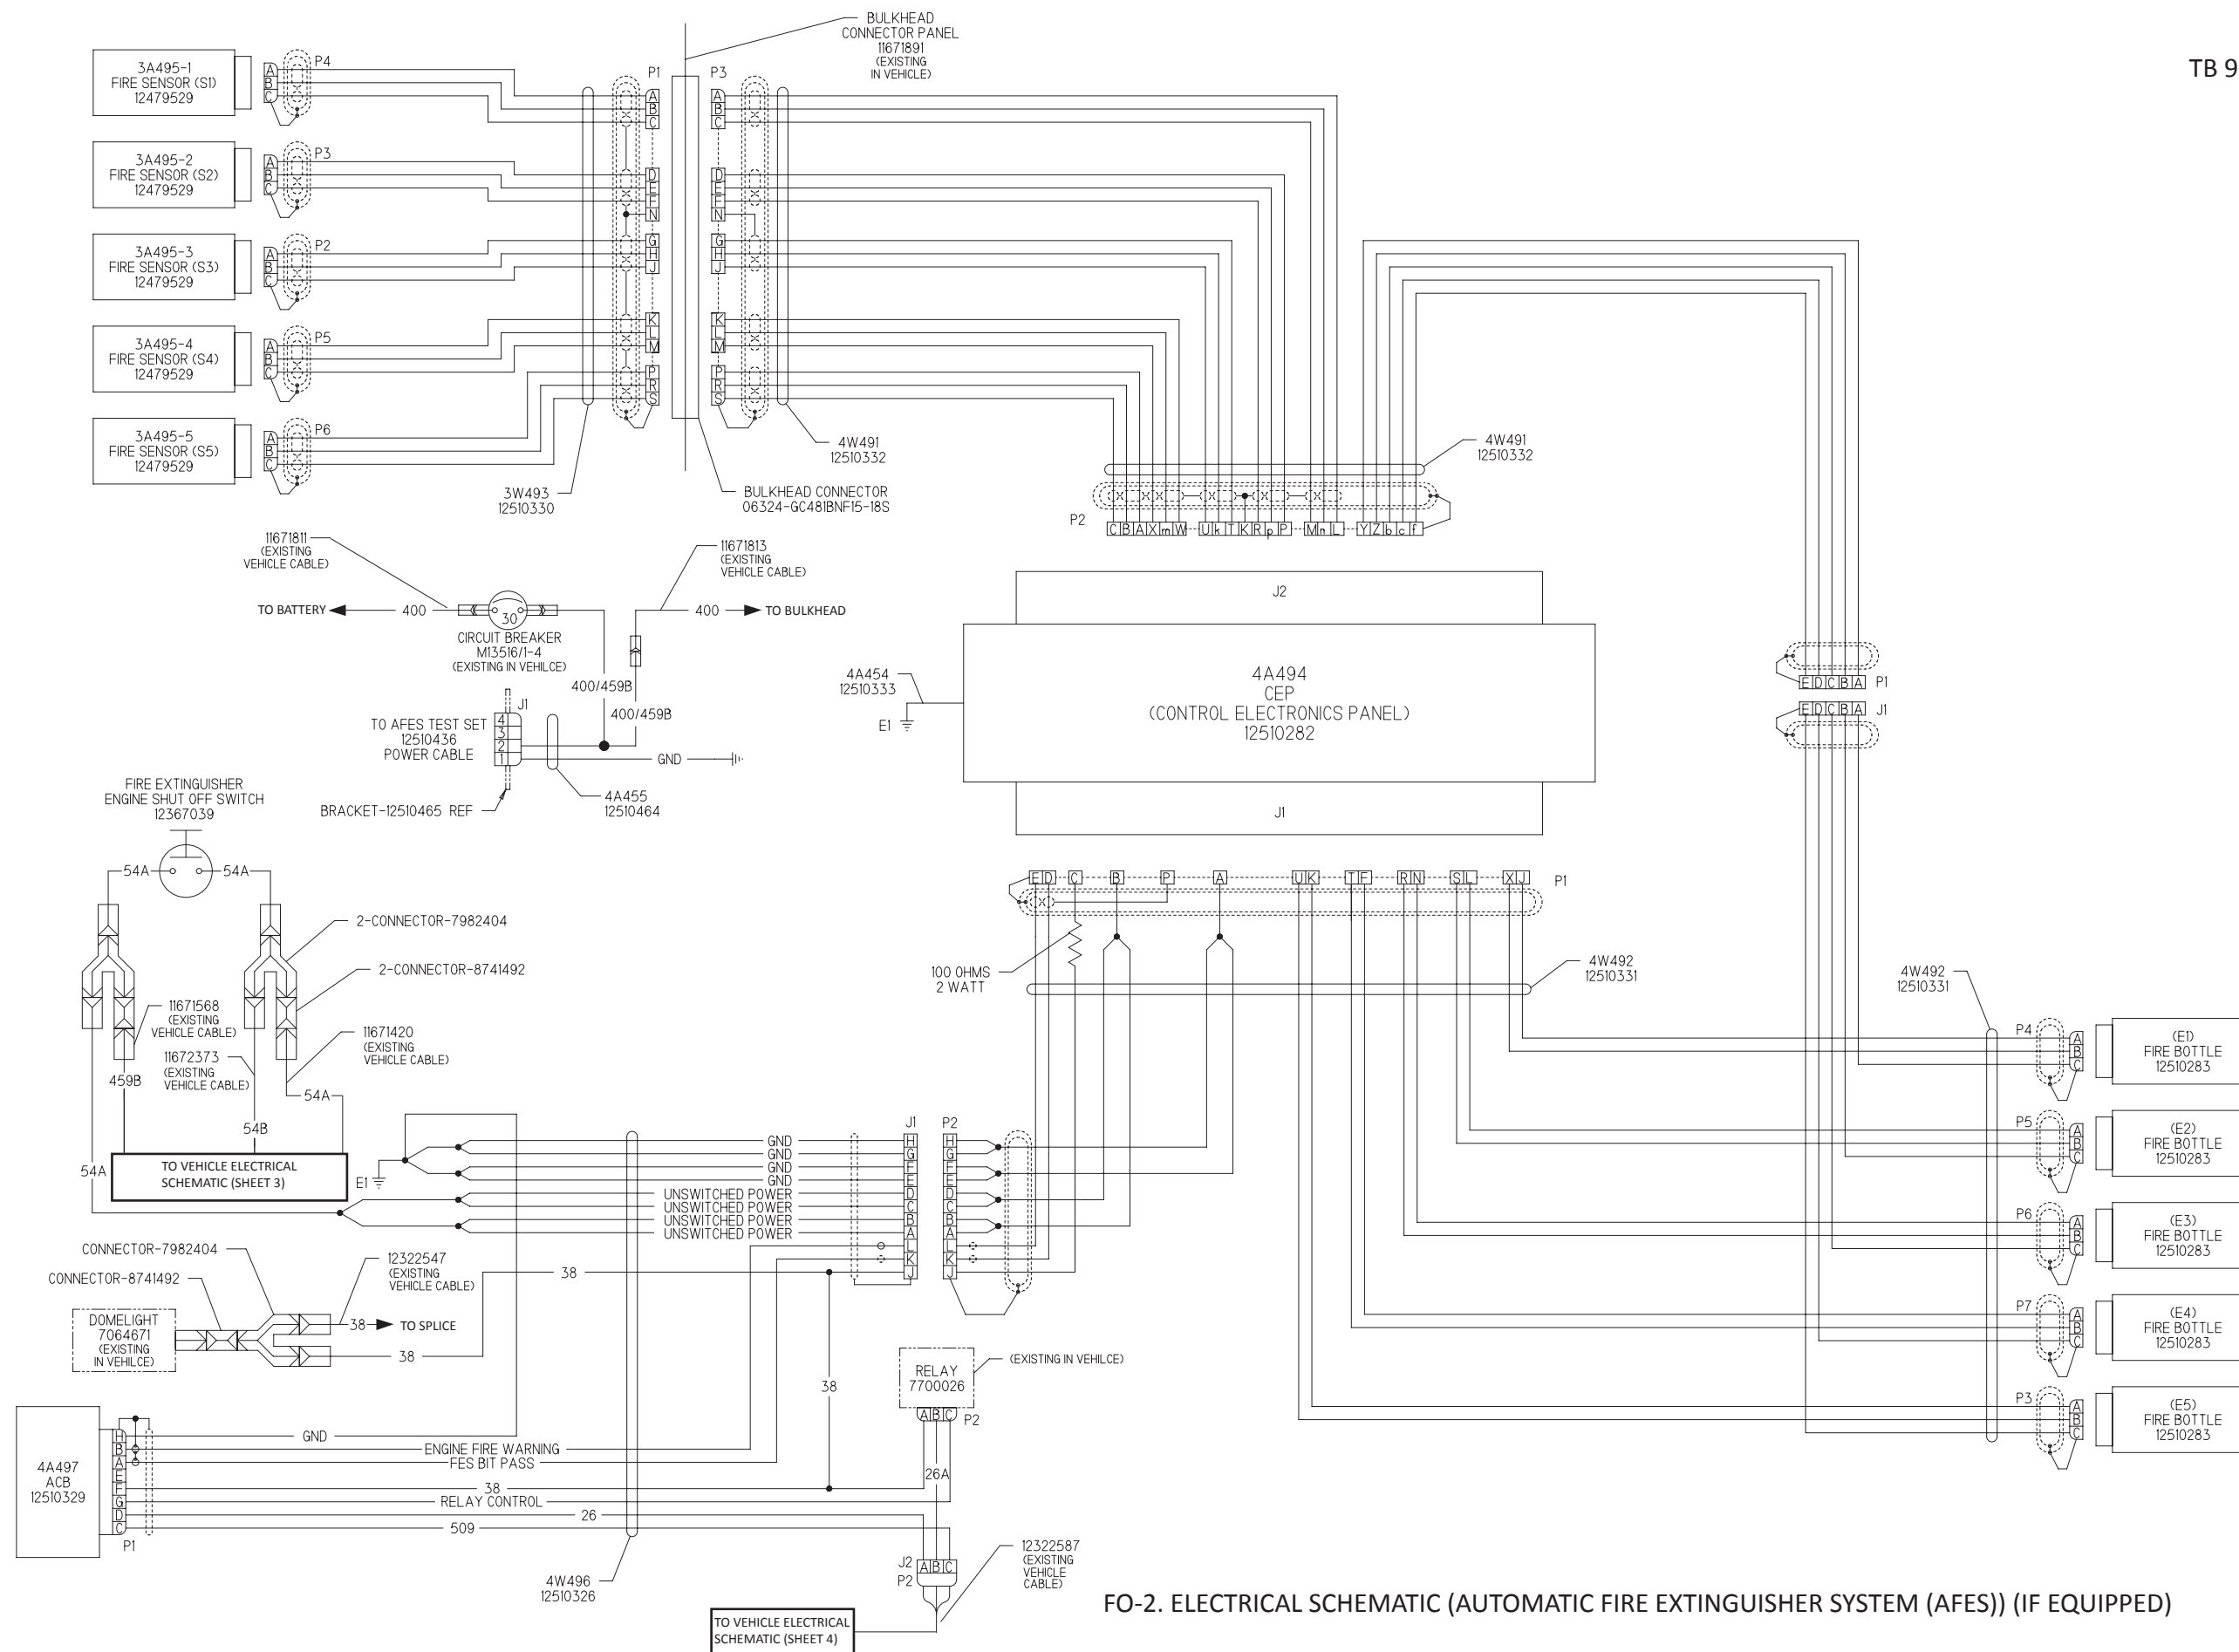 TB 9
BULKHEAD
CONNECTOR PANEL
11671891
(EXISTING
IN VEHICLE)
3A495-1
FIRE SENSOR (S1)
12479529
A
B
C
P4
3A495-2
FIRE SENSOR (S2)
12479529
A
B
C
P3
3A495-3
FIRE SENSOR (S3)
12479529
A
B
C
P2
3A495-4
FIRE SENSOR (S4)
12479529
A
B
C
P5
3A495-5
FIRE SENSOR (S5)
12479529
A
B
C
P6
P1
A
B
C
D
E
F
N
G
H
J
K
L
M
P
R
S
P3
A
B
C
D
E
F
N
G
H
J
K
L
M
P
R
S
3W493
12510330
4W491
12510332
BULKHEAD CONNECTOR
06324-GC481BNF15-18S
4W491
12510332
P2
C B A X m W U k T K R p P M n L Y Z b c f
11671811
(EXISTING
VEHICLE CABLE)
11671813
(EXISTING
VEHICLE CABLE)
TO BATTERY
400
30
400
TO BULKHEAD
CIRCUIT BREAKER
M13516/1-4
(EXISTING IN VEHILCE)
400/459B
400/459B
J1
4
3
2
1
TO AFES TEST SET
12510436
POWER CABLE
GND
BRACKET-12510465 REF
4A455
12510464
J2
4A454
12510333
E1
4A494
CEP
(CONTROL ELECTRONICS PANEL)
12510282
J1
E D C B A P1
E D C B A J1
FIRE EXTINGUISHER
ENGINE SHUT OFF SWITCH
12367039
54A
54A
2-CONNECTOR-7982404
2-CONNECTOR-8741492
11671568
(EXISTING
VEHICLE CABLE)
11671420
(EXISTING
VEHICLE CABLE)
11672373
(EXISTING
VEHICLE CABLE)
459B
54A
54B
54A
TO VEHICLE ELECTRICAL
SCHEMATIC (SHEET 3)
E D C B P A U K T F R N S L X J P1
100 OHMS
2 WATT
4W492
12510331
4W492
12510331
P4
A
B
C
(E1)
FIRE BOTTLE
12510283
P5
A
B
C
(E2)
FIRE BOTTLE
12510283
P6
A
B
C
(E3)
FIRE BOTTLE
12510283
P7
A
B
C
(E4)
FIRE BOTTLE
12510283
P3
A
B
C
(E5)
FIRE BOTTLE
12510283
E1
GND
GND
GND
GND
UNSWITCHED POWER
UNSWITCHED POWER
UNSWITCHED POWER
UNSWITCHED POWER
J1
H
G
F
E
D
C
B
A
L
K
J
P2
H
G
F
E
D
C
B
A
L
K
J
CONNECTOR-7982404
CONNECTOR-8741492
12322547
(EXISTING
VEHICLE CABLE)
38
DOMELIGHT
7064671
(EXISTING
IN VEHILCE)
38
TO SPLICE
38
38
RELAY
7700026
(EXISTING IN VEHILCE)
A B C P2
4A497
ACB
12510329
H
B
A
E
F
G
D
C
P1
GND
ENGINE FIRE WARNING
FES BIT PASS
38
RELAY CONTROL
26
509
26A
4W496
12510326
J2 A B C
P2
12322587
(EXISTING
VEHICLE
CABLE)
TO VEHICLE ELECTRICAL
SCHEMATIC (SHEET 4)
FO-2. ELECTRICAL SCHEMATIC (AUTOMATIC FIRE EXTINGUISHER SYSTEM (AFES)) (IF EQUIPPED)